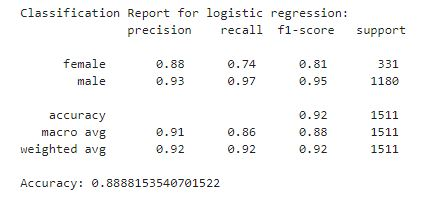 Classification Report for logistic regression:
precision recall f1-score support
female 0.88 0.74 0.81 331
male 0.93 0.97 0.95 1180
accuracy 0.92 1511
macro avg 0.91 0.86 0.88 1511
weighted avg 0.92 0.92 0.92 1511
Accuracy: 0.8888153540701522